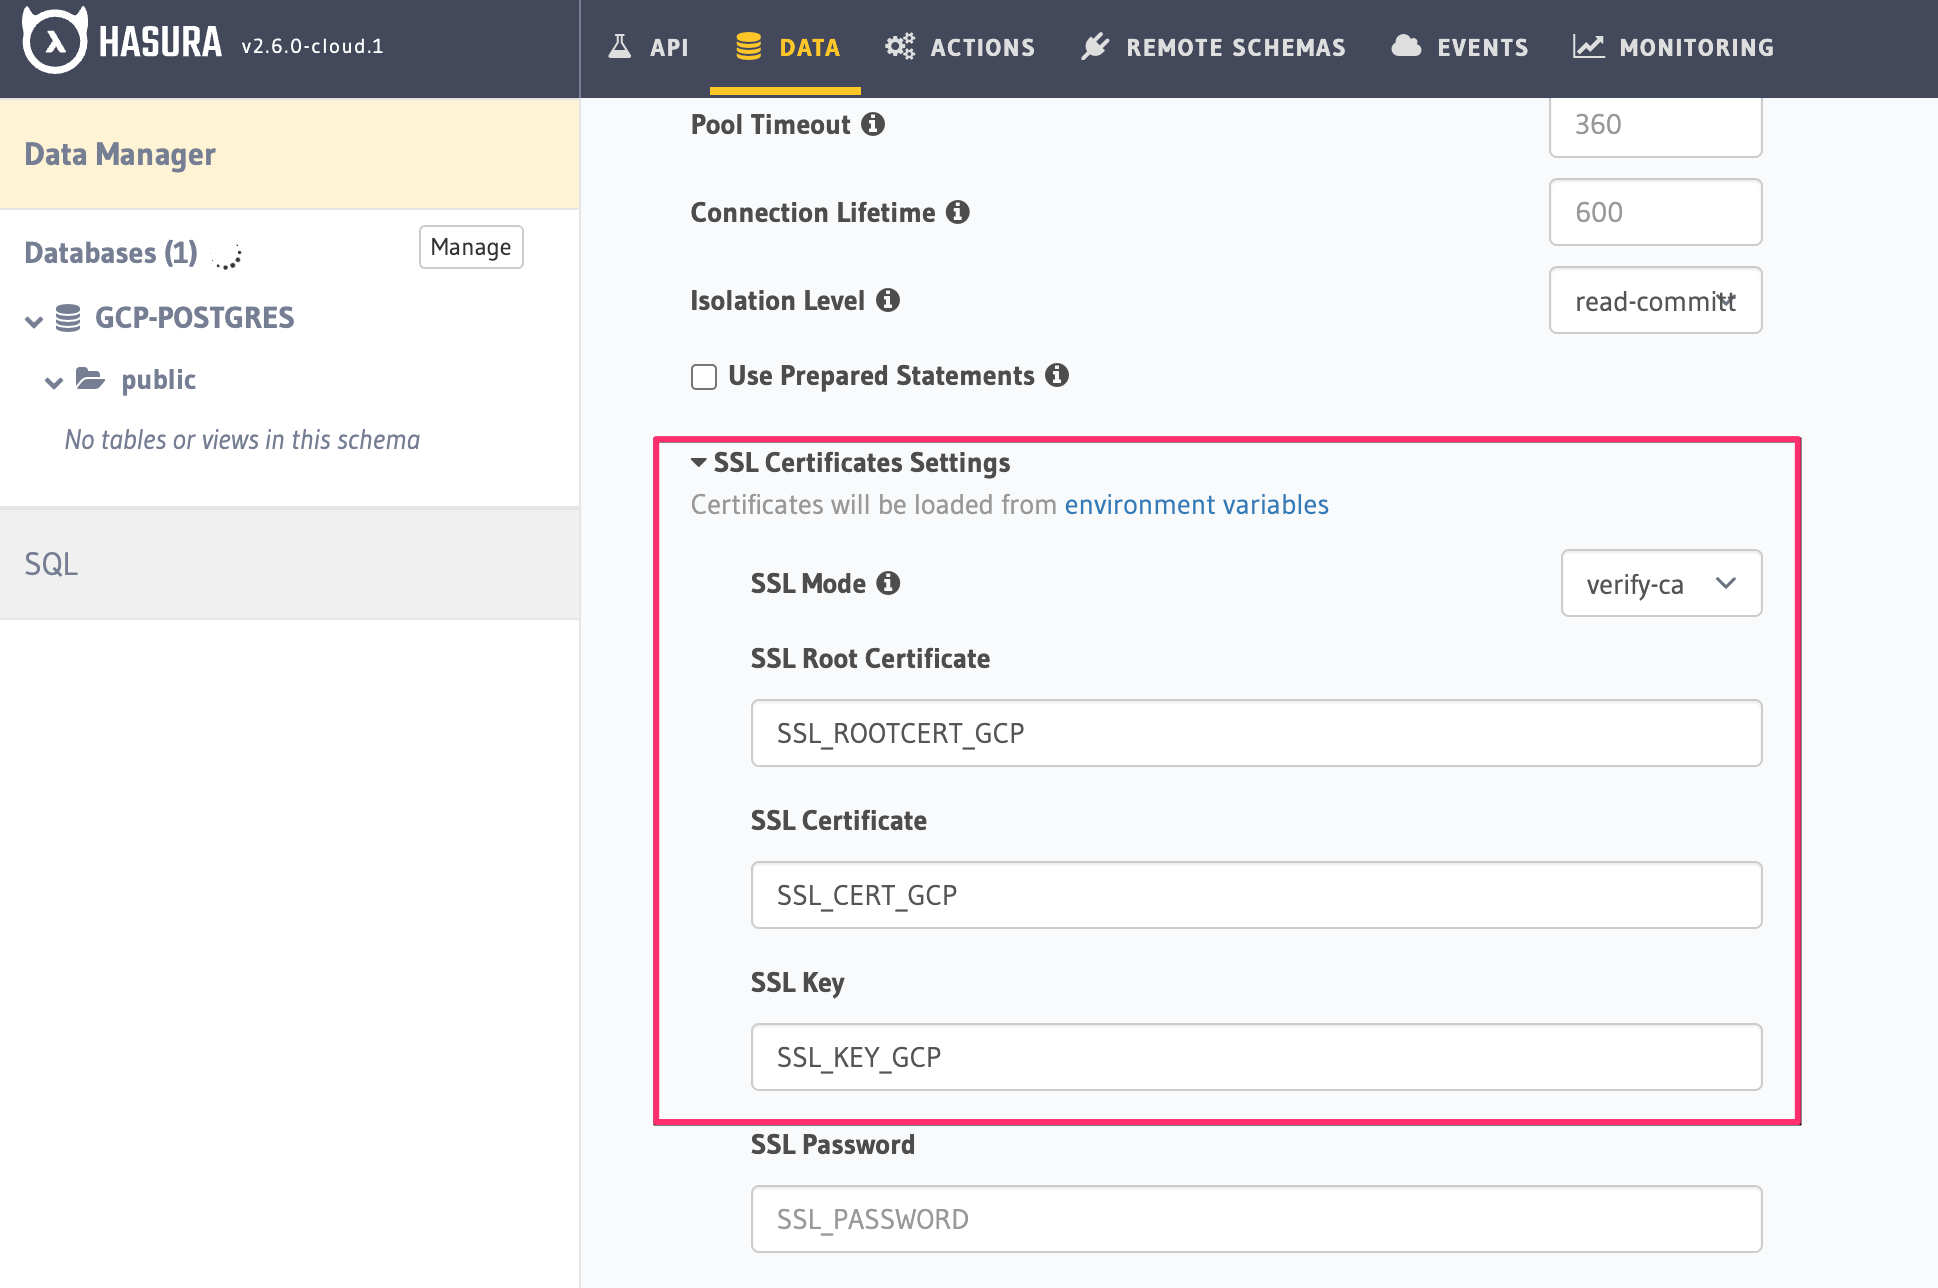 HASURA v2.6.0-cloud.1
API DATA ACTIONS REMOTE SCHEMAS EVENTS MONITORING
Data Manager
Databases (1) Manage
GCP-POSTGRES
public
No tables or views in this schema
SQL
Pool Timeout 360
Connection Lifetime 600
Isolation Level read-committ
Use Prepared Statements
SSL Certificates Settings
Certificates will be loaded from environment variables
SSL Mode verify-ca
SSL Root Certificate
SSL_ROOTCERT_GCP
SSL Certificate
SSL_CERT_GCP
SSL Key
SSL_KEY_GCP
SSL Password
SSL_PASSWORD